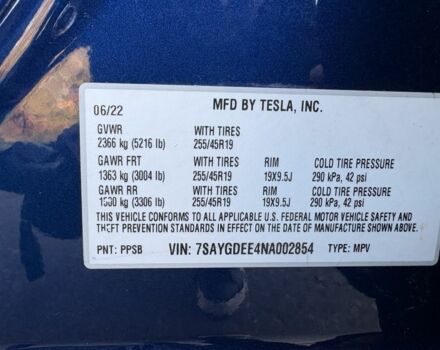 MFD BY TESLA, INC.
06/22
GVWR WITH TIRES
2366 kg (5216 lb) 255/45R19
GAWR FRT WITH TIRES RIM COLD TIRE PRESSURE
1363 kg (3004 lb) 255/45R19 19X9.5J 290 kPa, 42 psi
GAWR RR WITH TIRES RIM COLD TIRE PRESSURE
1500 kg (3306 lb) 255/45R19 19X9.5J 290 kPa, 42 psi
THIS VEHICLE CONFORMS TO ALL APPLICABLE U.S. FEDERAL MOTOR VEHICLE SAFETY AND
THEFT PREVENTION STANDARDS IN EFFECT ON THE DATE OF MANUFACTURE SHOWN ABOVE.
PNT: PPSB VIN: 7SAYGDEE4NA002854 TYPE: MPV